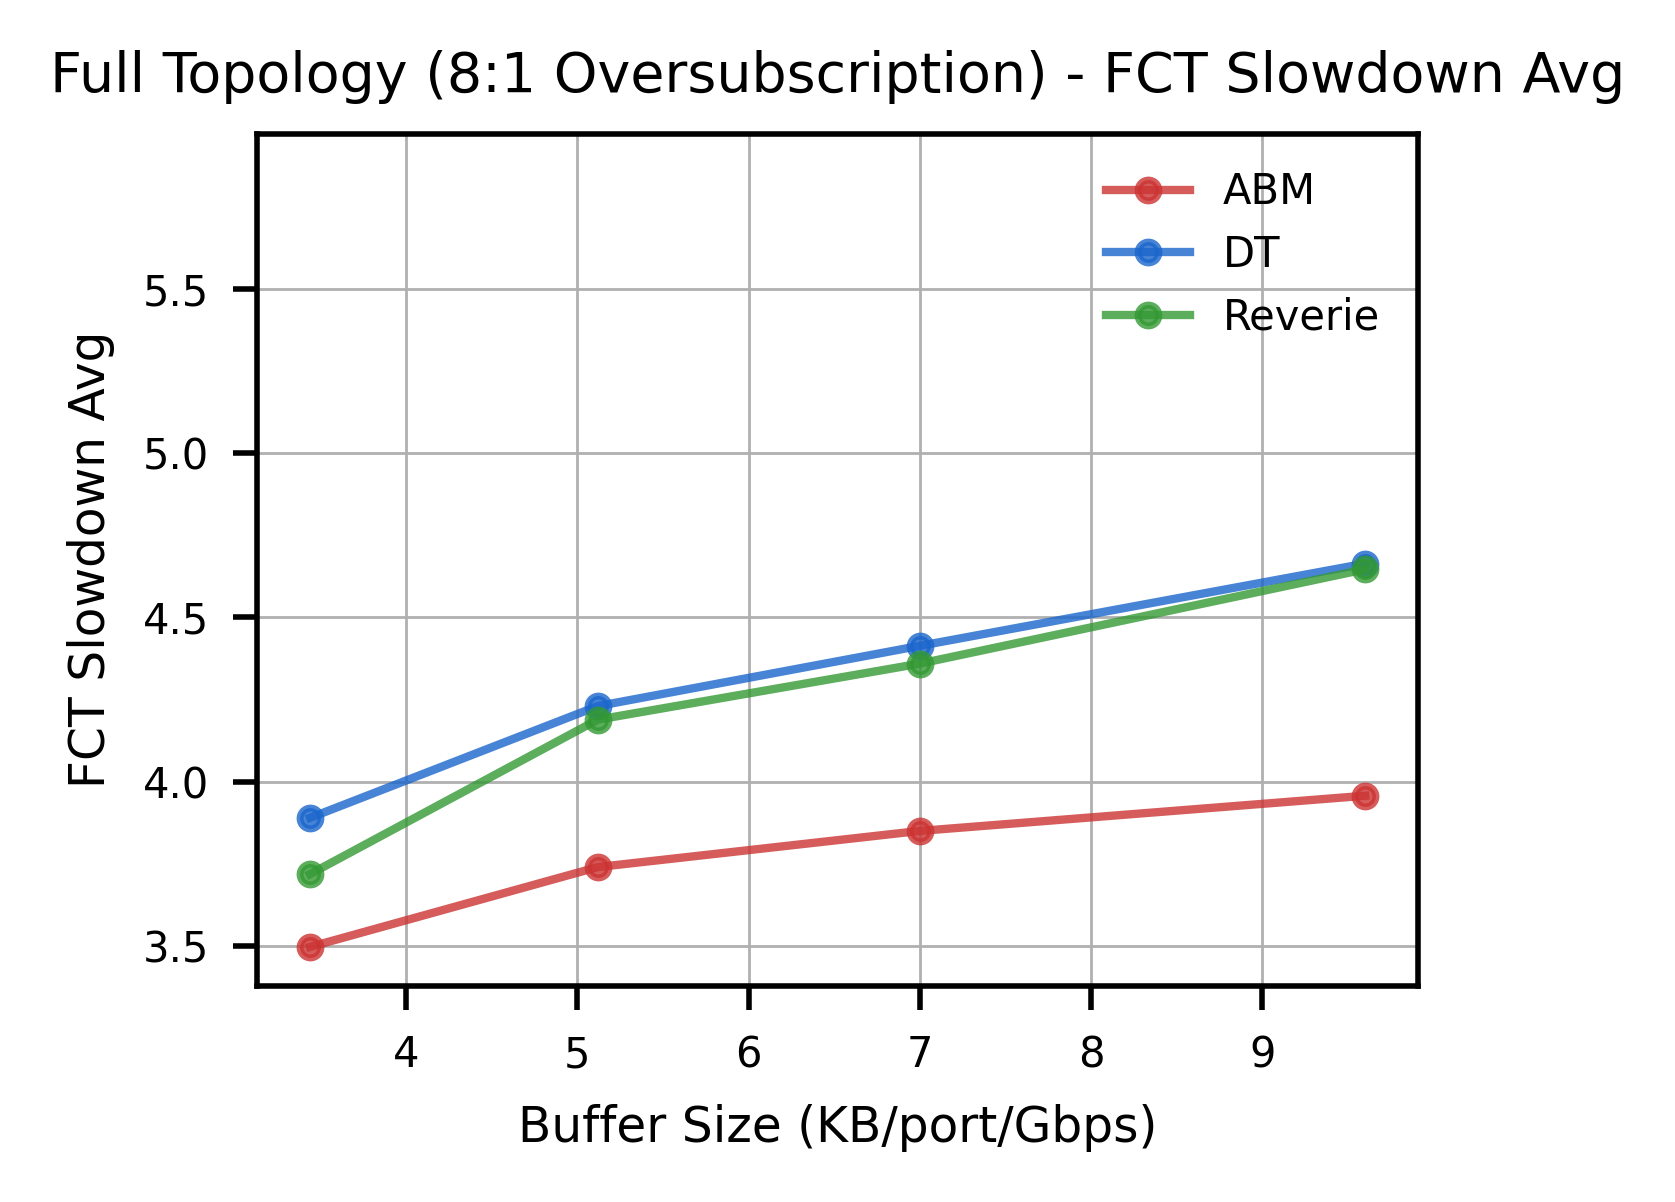 Full Topology (8:1 Oversubscription) - FCT Slowdown Avg
ABM
DT
Reverie
5.5
5.0
4.5
4.0
3.5
FCT Slowdown Avg
4 5 6 7 8 9
Buffer Size (KB/port/Gbps)